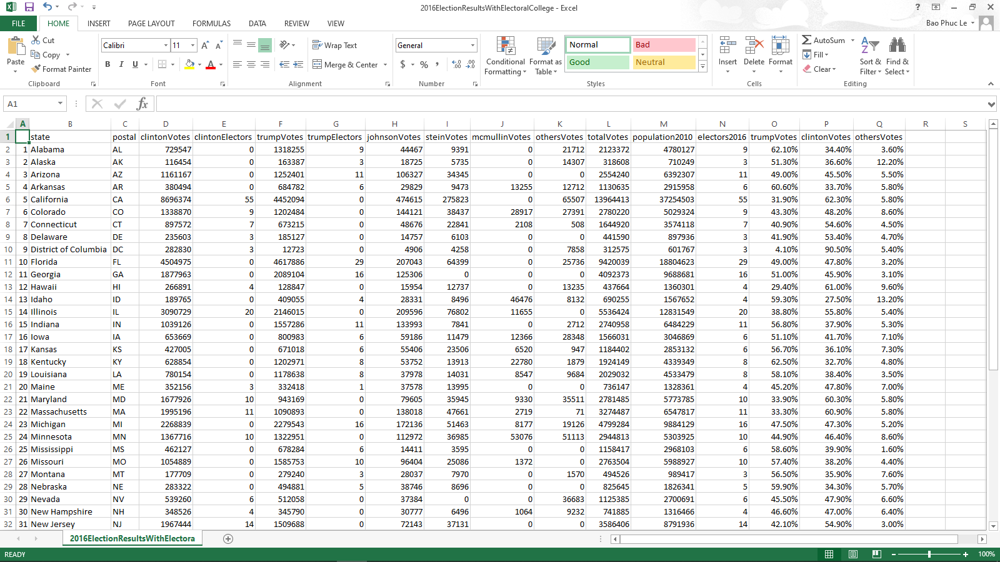 2016ElectionResultsWithElectoralCollege - Excel
?
FILE HOME INSERT PAGE LAYOUT FORMULAS DATA REVIEW VIEW Bao Phuc Le
Paste Cut Copy Format Painter Clipboard
Calibri 11 B I U Font
Wrap Text Merge & Center Alignment
General $ % , Number
Conditional Formatting Format as Table Normal Bad Good Neutral Styles
Insert Delete Format Cells
AutoSum Fill Clear Sort & Filter Find & Select Editing
A1 fx
A B C D E F G H I J K L M N O P Q R S
1 state postal clintonVotes clintonElectors trumpVotes trumpElectors johnsonVotes steinVotes mcmullinVotes othersVotes totalVotes population2010 electors2016 trumpVotes clintonVotes othersVotes
2 1 Alabama AL 729547 0 1318255 9 44467 9391 0 21712 2123372 4780127 9 62.10% 34.40% 3.60%
3 2 Alaska AK 116454 0 163387 3 18725 5735 0 14307 318608 710249 3 51.30% 36.60% 12.20%
4 3 Arizona AZ 1161167 0 1252401 11 106327 34345 0 0 2554240 6392307 11 49.00% 45.50% 5.50%
5 4 Arkansas AR 380494 0 684782 6 29829 9473 13255 12712 1130635 2915958 6 60.60% 33.70% 5.80%
6 5 California CA 8696374 55 4452094 0 474615 275823 0 65507 13964413 37254503 55 31.90% 62.30% 5.80%
7 6 Colorado CO 1338870 9 1202484 0 144121 38437 28917 27391 2780220 5029324 9 43.30% 48.20% 8.60%
8 7 Connecticut CT 897572 7 673215 0 48676 22841 2108 508 1644920 3574118 7 40.90% 54.60% 4.50%
9 8 Delaware DE 235603 3 185127 0 14757 6103 0 0 441590 897936 3 41.90% 53.40% 4.70%
10 9 District of Columbia DC 282830 3 12723 0 4906 4258 0 7858 312575 601767 3 4.10% 90.50% 5.40%
11 10 Florida FL 4504975 0 4617886 29 207043 64399 0 25736 9420039 18804623 29 49.00% 47.80% 3.20%
12 11 Georgia GA 1877963 0 2089104 16 125306 0 0 0 4092373 9688681 16 51.00% 45.90% 3.10%
13 12 Hawaii HI 266891 4 128847 0 15954 12737 0 13235 437664 1360301 4 29.40% 61.00% 9.60%
14 13 Idaho ID 189765 0 409055 4 28331 8496 46476 8132 690255 1567652 4 59.30% 27.50% 13.20%
15 14 Illinois IL 3090729 20 2146015 0 209596 76802 11655 0 5536424 12831549 20 38.80% 55.80% 5.40%
16 15 Indiana IN 1039126 0 1557286 11 133993 7841 0 2712 2740958 6484229 11 56.80% 37.90% 5.30%
17 16 Iowa IA 653669 0 800983 6 59186 11479 12366 28348 1566031 3046869 6 51.10% 41.70% 7.10%
18 17 Kansas KS 427005 0 671018 6 55406 23506 6520 947 1184402 2853132 6 56.70% 36.10% 7.30%
19 18 Kentucky KY 628854 0 1202971 8 53752 13913 22780 1879 1924149 4339349 8 62.50% 32.70% 4.80%
20 19 Louisiana LA 780154 0 1178638 8 37978 14031 8547 9684 2029032 4533479 8 58.10% 38.40% 3.50%
21 20 Maine ME 352156 3 332418 1 37578 13995 0 0 736147 1328361 4 45.20% 47.80% 7.00%
22 21 Maryland MD 1677926 10 943169 0 79605 35945 9330 35511 2781485 5773785 10 33.90% 60.30% 5.80%
23 22 Massachusetts MA 1995196 11 1090893 0 138018 47661 2719 71 3274487 6547817 11 33.30% 60.90% 5.80%
24 23 Michigan MI 2268839 0 2279543 16 172136 51463 8177 19126 4799284 9884129 16 47.50% 47.30% 5.20%
25 24 Minnesota MN 1367716 10 1322951 0 112972 36985 53076 51113 2944813 5303925 10 44.90% 46.40% 8.60%
26 25 Mississippi MS 462127 0 678284 6 14411 3595 0 0 1158417 2968103 6 58.60% 39.90% 1.60%
27 26 Missouri MO 1054889 0 1585753 10 96404 25086 1372 0 2763504 5988927 10 57.40% 38.20% 4.40%
28 27 Montana MT 177709 0 279240 3 28037 7970 0 1570 494526 989417 3 56.50% 35.90% 7.60%
29 28 Nebraska NE 283322 0 494881 5 38746 8696 0 0 825645 1826341 5 59.90% 34.30% 5.70%
30 29 Nevada NV 539260 6 512058 0 37384 0 0 36683 1125385 2700691 6 45.50% 47.90% 6.60%
31 30 New Hampshire NH 348526 4 345790 0 30777 6496 1064 9232 741885 1316466 4 46.60% 47.00% 6.40%
32 31 New Jersey NJ 1967444 14 1509688 0 72143 37131 0 0 3586406 8791936 14 42.10% 54.90% 3.00%
2016ElectionResultsWithElectora
READY 100%